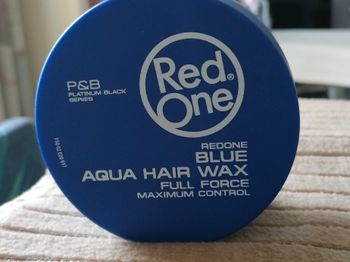 P&B
PLATINUM BLACK
SERIES
Red®
One
REDONE
BLUE
AQUA HAIR WAX
FULL FORCE
MAXIMUM CONTROL